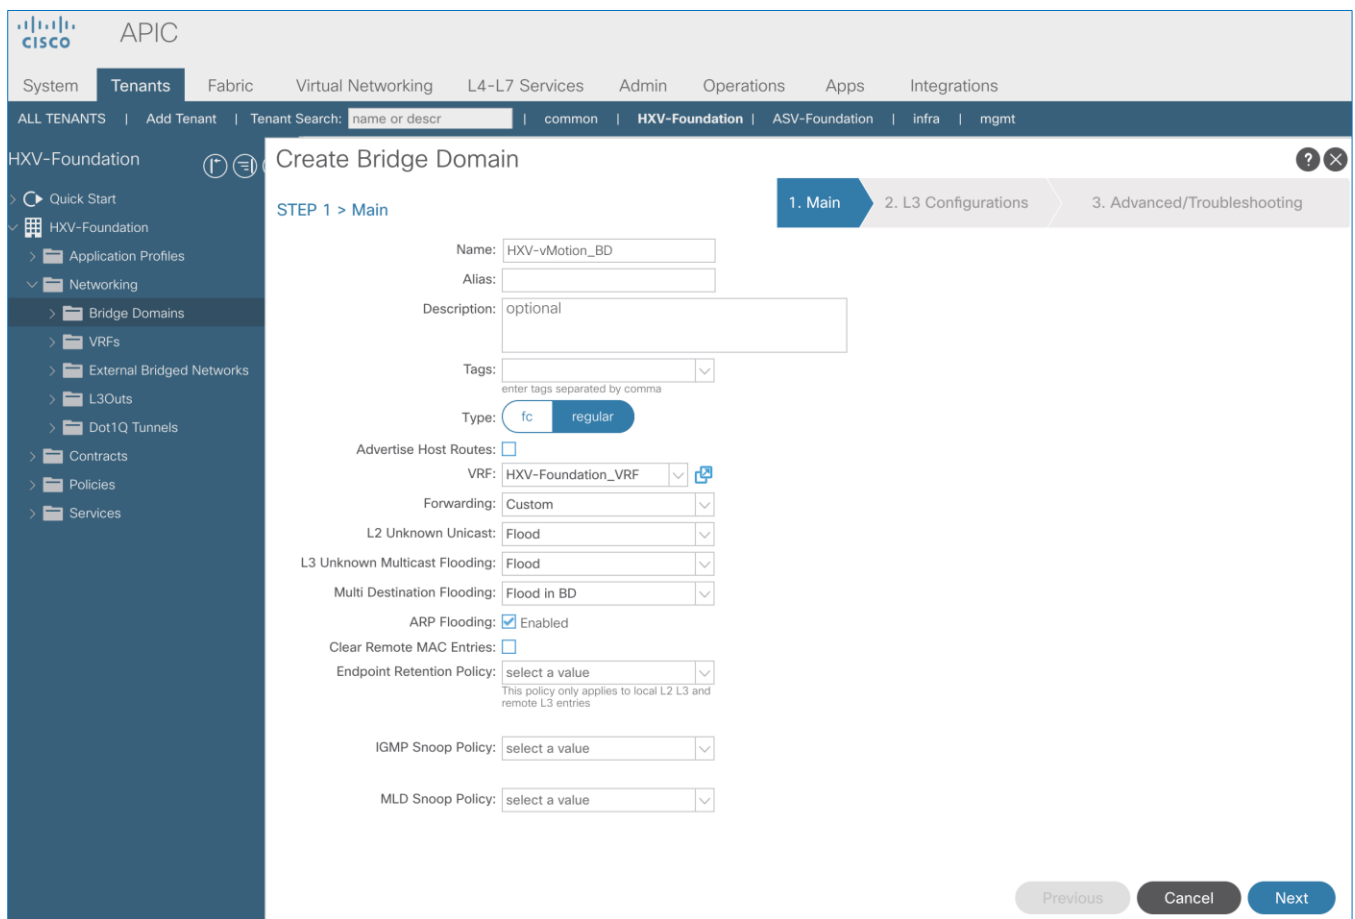 CISCO APIC
System Tenants Fabric Virtual Networking L4-L7 Services Admin Operations Apps Integrations
ALL TENANTS | Add Tenant | Tenant Search: name or descr | common | HXV-Foundation | ASV-Foundation | infra | mgmt
HXV-Foundation
Quick Start
HXV-Foundation
Application Profiles
Networking
Bridge Domains
VRFs
External Bridged Networks
L3Outs
Dot1Q Tunnels
Contracts
Policies
Services
Create Bridge Domain
STEP 1 > Main
1. Main 2. L3 Configurations 3. Advanced/Troubleshooting
Name: HXV-vMotion_BD
Alias:
Description: optional
Tags:
enter tags separated by comma
Type: fc regular
Advertise Host Routes:
VRF: HXV-Foundation_VRF
Forwarding: Custom
L2 Unknown Unicast: Flood
L3 Unknown Multicast Flooding: Flood
Multi Destination Flooding: Flood in BD
ARP Flooding: Enabled
Clear Remote MAC Entries:
Endpoint Retention Policy: select a value
This policy only applies to local L2 L3 and
remote L3 entries
IGMP Snoop Policy: select a value
MLD Snoop Policy: select a value
Previous Cancel Next